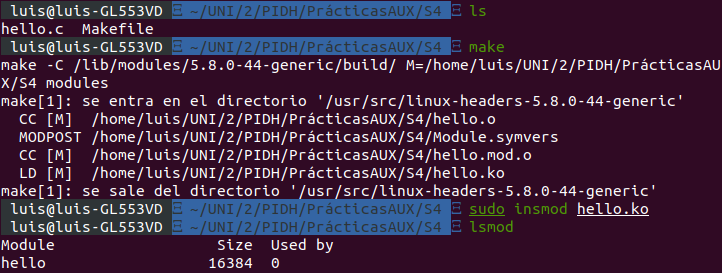 luis@luis-GL553VD  ~/UNI/2/PIDH/PrácticasAUX/S4  ls
hello.c  Makefile
luis@luis-GL553VD  ~/UNI/2/PIDH/PrácticasAUX/S4  make
make -C /lib/modules/5.8.0-44-generic/build/ M=/home/luis/UNI/2/PIDH/PrácticasAU
X/S4 modules
make[1]: se entra en el directorio '/usr/src/linux-headers-5.8.0-44-generic'
  CC [M]  /home/luis/UNI/2/PIDH/PrácticasAUX/S4/hello.o
  MODPOST /home/luis/UNI/2/PIDH/PrácticasAUX/S4/Module.symvers
  CC [M]  /home/luis/UNI/2/PIDH/PrácticasAUX/S4/hello.mod.o
  LD [M]  /home/luis/UNI/2/PIDH/PrácticasAUX/S4/hello.ko
make[1]: se sale del directorio '/usr/src/linux-headers-5.8.0-44-generic'
luis@luis-GL553VD  ~/UNI/2/PIDH/PrácticasAUX/S4  sudo insmod hello.ko
luis@luis-GL553VD  ~/UNI/2/PIDH/PrácticasAUX/S4  lsmod
Module                  Size  Used by
hello                  16384  0